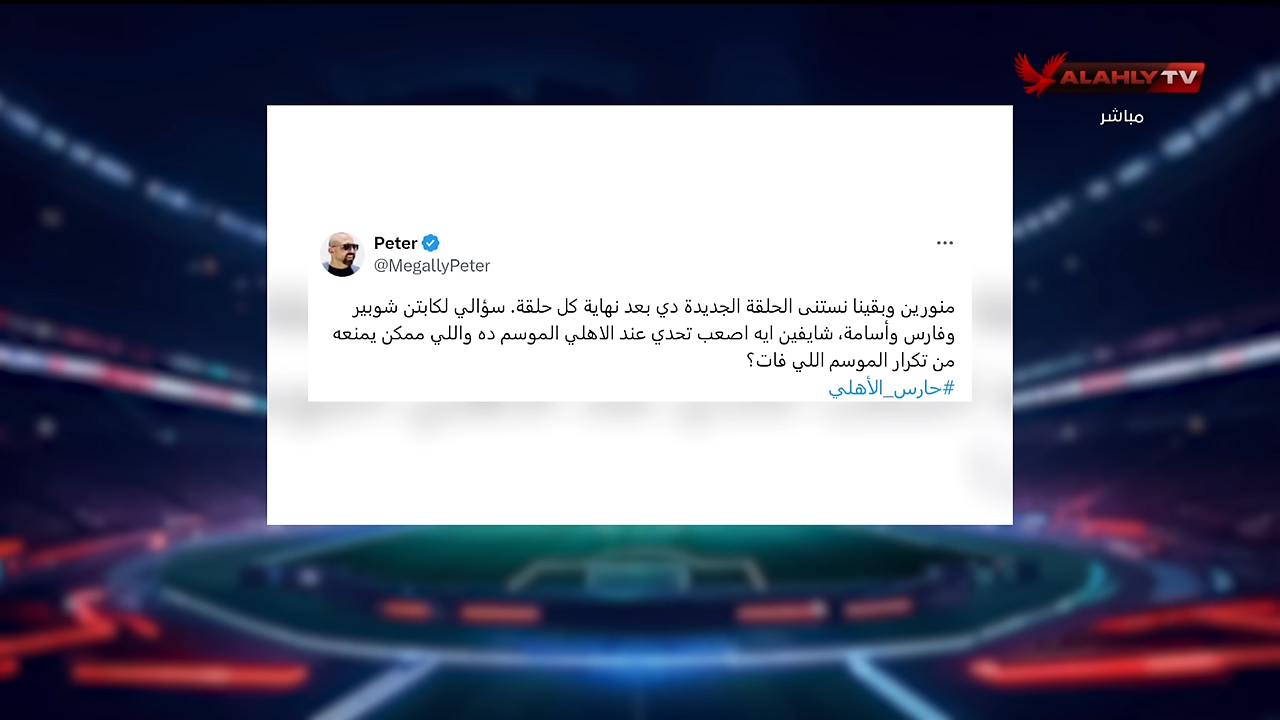 ALAHLY TV
مباشر
Peter
@MegallyPeter
منورين وبقينا نستنى الحلقة الجديدة دي بعد نهاية كل حلقة. سؤالي لكابتن شوبير
وفارس وأسامة، شايفين ايه اصعب تحدي عند الاهلي الموسم ده واللي ممكن يمنعه
من تكرار الموسم اللي فات؟
#حارس_الأهلي